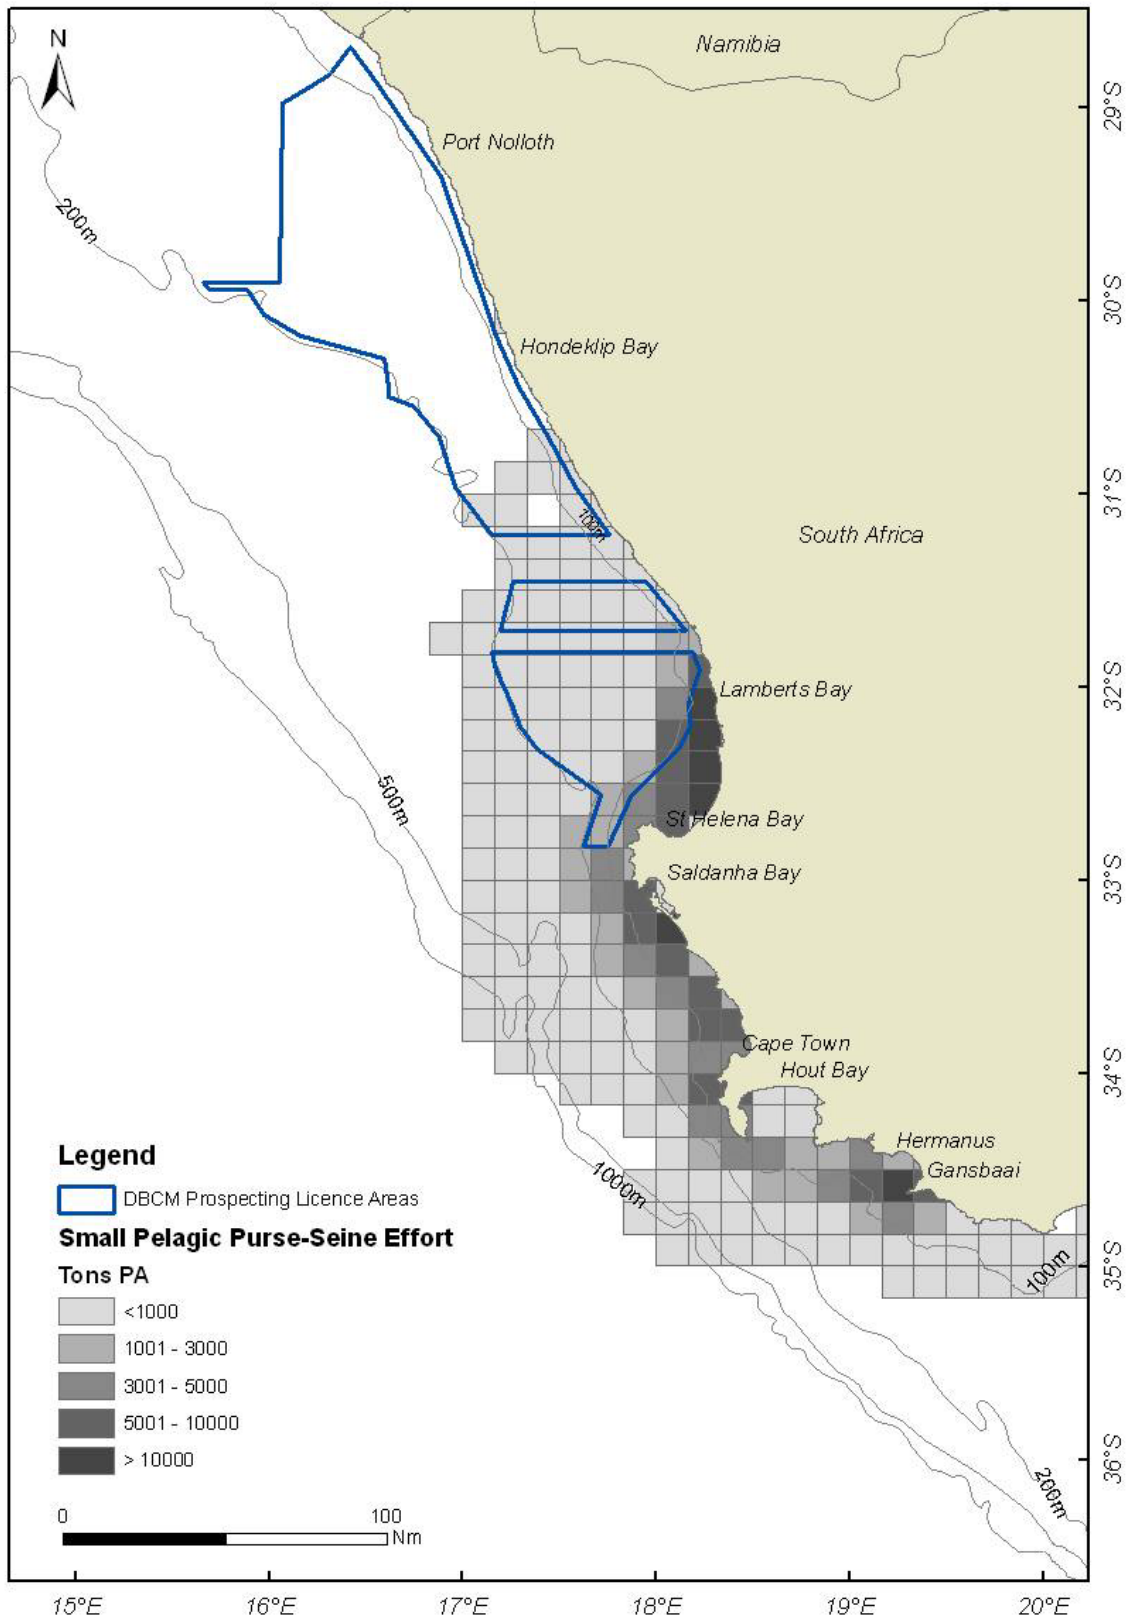 N
Namibia
29°S
Port Nolloth
200m
30°S
Hondeklip Bay
31°S
100m
South Africa
32°S
Lamberts Bay
500m
St Helena Bay
Saldanha Bay
33°S
Cape Town
Hout Bay
34°S
Hermanus
Gansbaai
1000m
35°S
100m
36°S
200m
Legend
DBCM Prospecting Licence Areas
Small Pelagic Purse-Seine Effort
Tons PA
<1000
1001 - 3000
3001 - 5000
5001 - 10000
> 10000
0 100
Nm
15°E 16°E 17°E 18°E 19°E 20°E